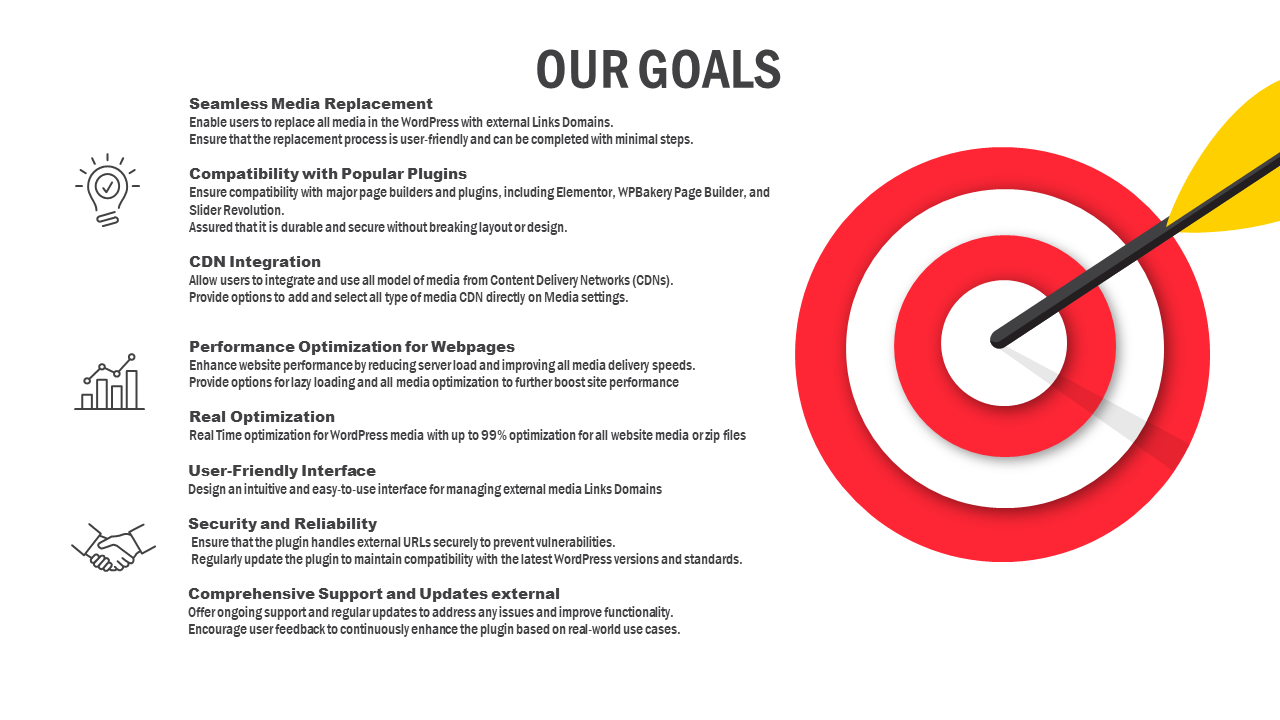 OUR GOALS
Seamless Media Replacement
Enable users to replace all media in the WordPress with external Links Domains.
Ensure that the replacement process is user-friendly and can be completed with minimal steps.
Compatibility with Popular Plugins
Ensure compatibility with major page builders and plugins, including Elementor, WPBakery Page Builder, and
Slider Revolution.
Assured that it is durable and secure without breaking layout or design.
CDN Integration
Allow users to integrate and use all model of media from Content Delivery Networks (CDNs).
Provide options to add and select all type of media CDN directly on Media settings.
Performance Optimization for Webpages
Enhance website performance by reducing server load and improving all media delivery speeds.
Provide options for lazy loading and all media optimization to further boost site performance
Real Optimization
Real Time optimization for WordPress media with up to 99% optimization for all website media or zip files
User-Friendly Interface
Design an intuitive and easy-to-use interface for managing external media Links Domains
Security and Reliability
Ensure that the plugin handles external URLs securely to prevent vulnerabilities.
Regularly update the plugin to maintain compatibility with the latest WordPress versions and standards.
Comprehensive Support and Updates external
Offer ongoing support and regular updates to address any issues and improve functionality.
Encourage user feedback to continuously enhance the plugin based on real-world use cases.